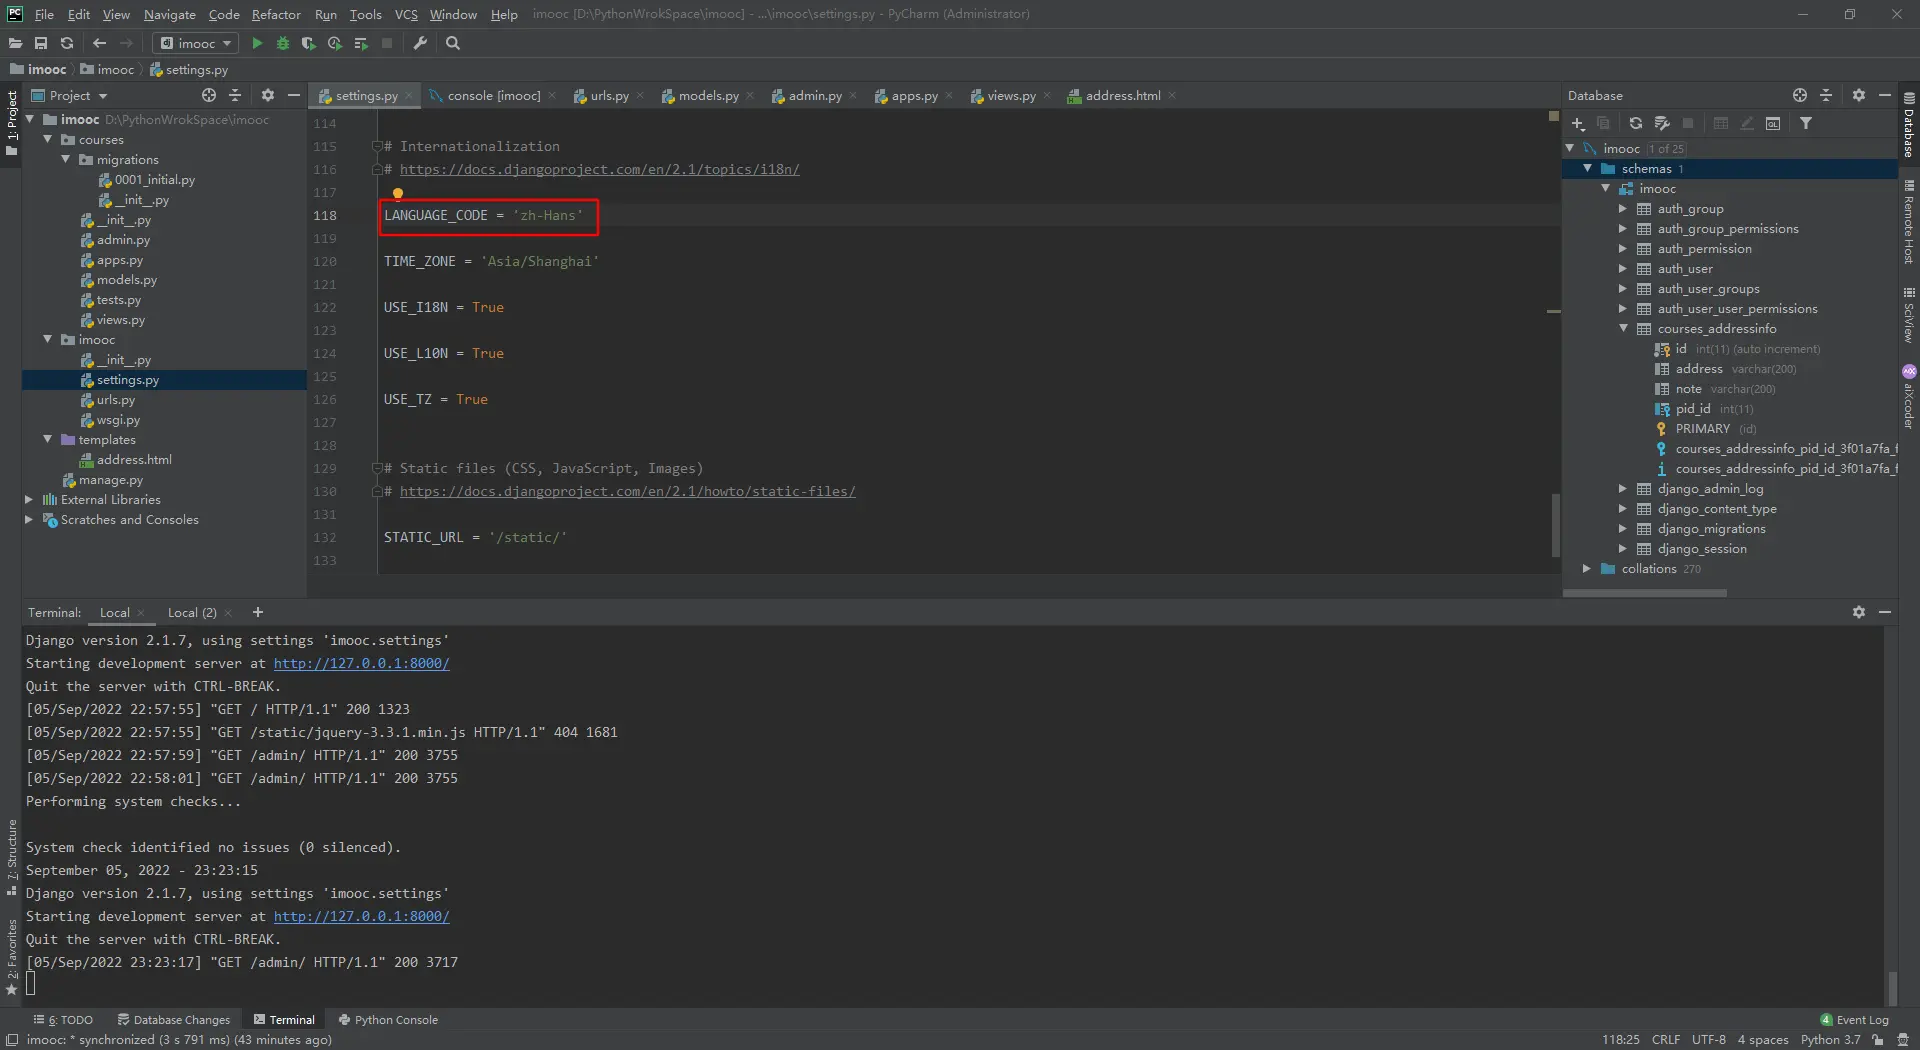 PC File Edit View Navigate Code Refactor Run Tools VCS Window Help imooc [D:\PythonWrokSpace\imooc] - ...\imooc\settings.py - PyCharm (Administrator)
imooc
imooc imooc settings.py
1: Project
Project
imooc D:\PythonWrokSpace\imooc
courses
migrations
0001_initial.py
__init__.py
__init__.py
admin.py
apps.py
models.py
tests.py
views.py
imooc
__init__.py
settings.py
urls.py
wsgi.py
templates
address.html
manage.py
External Libraries
Scratches and Consoles
settings.py console [imooc] urls.py models.py admin.py apps.py views.py address.html
114
115 # Internationalization
116 # https://docs.djangoproject.com/en/2.1/topics/i18n/
117
118 LANGUAGE_CODE = 'zh-Hans'
119
120 TIME_ZONE = 'Asia/Shanghai'
121
122 USE_I18N = True
123
124 USE_L10N = True
125
126 USE_TZ = True
127
128
129 # Static files (CSS, JavaScript, Images)
130 # https://docs.djangoproject.com/en/2.1/howto/static-files/
131
132 STATIC_URL = '/static/'
133
Database
QL
imooc 1 of 25
schemas 1
imooc
auth_group
auth_group_permissions
auth_permission
auth_user
auth_user_groups
auth_user_user_permissions
courses_addressinfo
id int(11) (auto increment)
address varchar(200)
note varchar(200)
pid_id int(11)
PRIMARY (id)
courses_addressinfo_pid_id_3f01a7fa_f
courses_addressinfo_pid_id_3f01a7fa_f
django_admin_log
django_content_type
django_migrations
django_session
collations 270
Database
Remote Host
SciView
aiXcoder
Terminal: Local Local (2) +
Django version 2.1.7, using settings 'imooc.settings'
Starting development server at http://127.0.0.1:8000/
Quit the server with CTRL-BREAK.
[05/Sep/2022 22:57:55] "GET / HTTP/1.1" 200 1323
[05/Sep/2022 22:57:55] "GET /static/jquery-3.3.1.min.js HTTP/1.1" 404 1681
[05/Sep/2022 22:57:59] "GET /admin/ HTTP/1.1" 200 3755
[05/Sep/2022 22:58:01] "GET /admin/ HTTP/1.1" 200 3755
Performing system checks...
System check identified no issues (0 silenced).
September 05, 2022 - 23:23:15
Django version 2.1.7, using settings 'imooc.settings'
Starting development server at http://127.0.0.1:8000/
Quit the server with CTRL-BREAK.
[05/Sep/2022 23:23:17] "GET /admin/ HTTP/1.1" 200 3717
Z: Structure
2: Favorites
6: TODO Database Changes Terminal Python Console 4 Event Log
imooc: * synchronized (3 s 791 ms) (43 minutes ago) 118:25 CRLF UTF-8 4 spaces Python 3.7